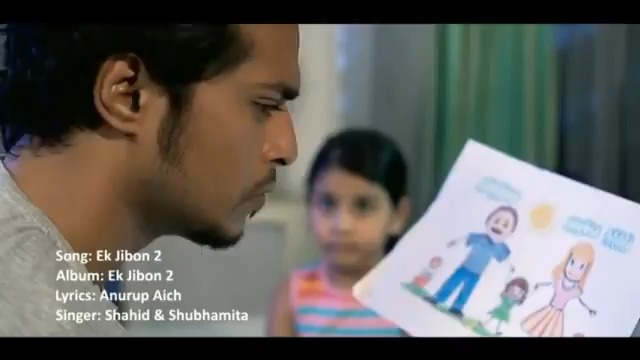 Song: Ek Jibon 2
Album: Ek Jibon 2
Lyrics: Anurup Aich
Singer: Shahid & Shubhamita